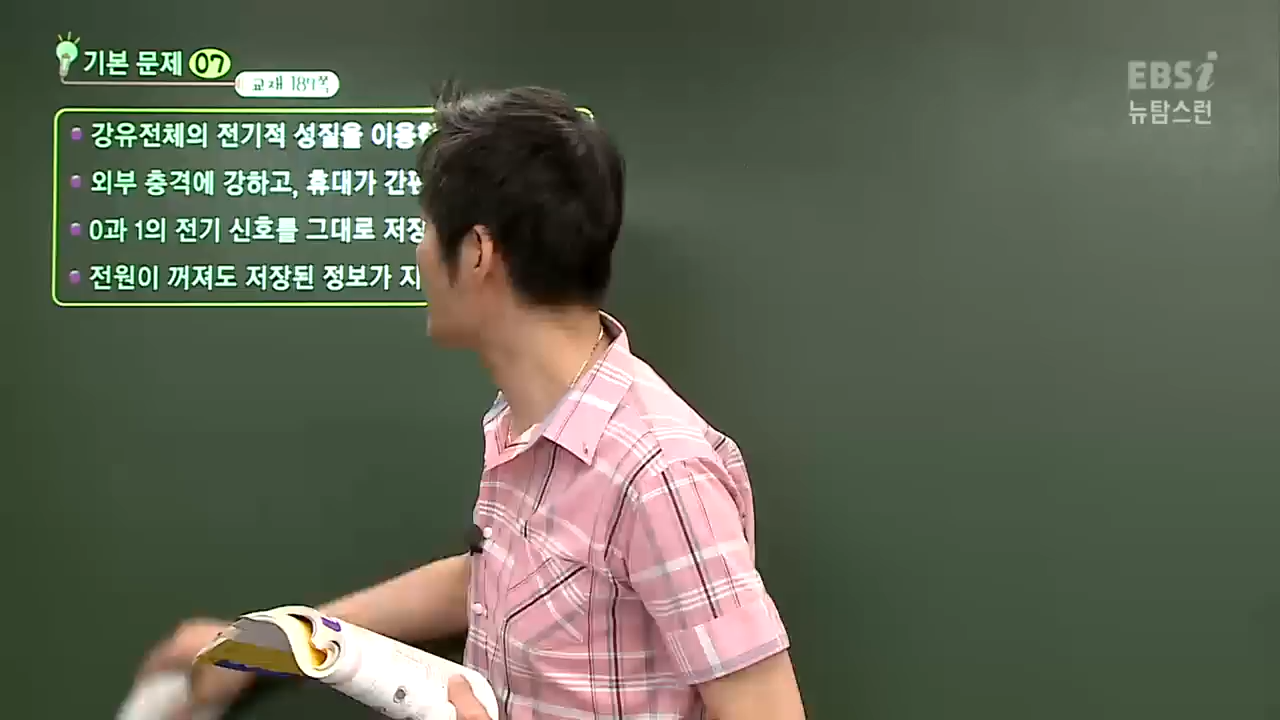 기본 문제 07
교재 189쪽
강유전체의 전기적 성질을 이용
외부 충격에 강하고, 휴대가
0과 1의 전기 신호를 그대로 저장
전원이 꺼져도 저장된 정보가
EBSi
뉴탐스런